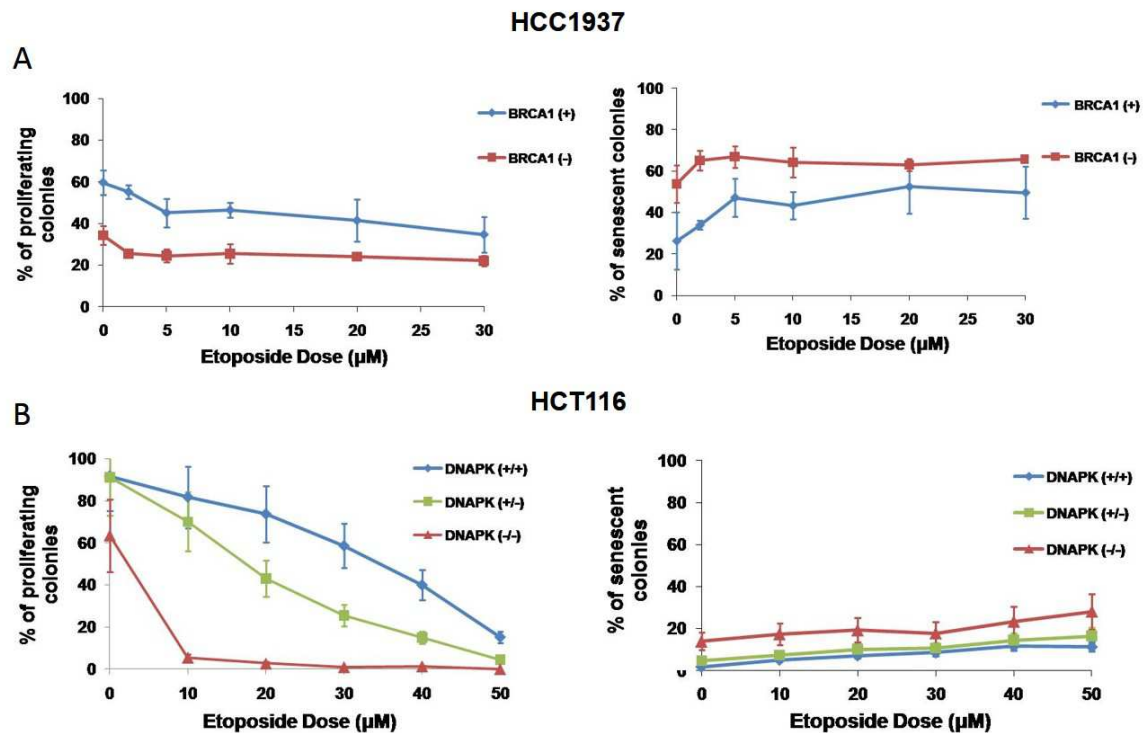 HCC1937
A
100
80
60
40
20
0
% of proliferating
colonies
BRCA1 (+)
BRCA1 (-)
0 5 10 15 20 25 30
Etoposide Dose (µM)
100
80
60
40
20
0
% of senescent colonies
BRCA1 (+)
BRCA1 (-)
0 5 10 15 20 25 30
Etoposide Dose (µM)
B
HCT116
100
80
60
40
20
0
% of proliferating
colonies
DNAPK (+/+)
DNAPK (+/-)
DNAPK (-/-)
0 10 20 30 40 50
Etoposide Dose (µM)
100
80
60
40
20
0
% of senescent
colonies
DNAPK (+/+)
DNAPK (+/-)
DNAPK (-/-)
0 10 20 30 40 50
Etoposide Dose (µM)